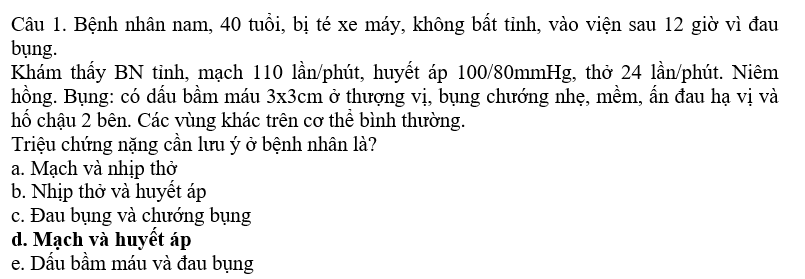 Câu 1. Bệnh nhân nam, 40 tuổi, bị té xe máy, không bất tỉnh, vào viện sau 12 giờ vì đau
bụng.
Khám thấy BN tỉnh, mạch 110 lần/phút, huyết áp 100/80mmHg, thở 24 lần/phút. Niêm
hồng. Bụng: có dấu bầm máu 3x3cm ở thượng vị, bụng chướng nhẹ, mềm, ấn đau hạ vị và
hố chậu 2 bên. Các vùng khác trên cơ thể bình thường.
Triệu chứng nặng cần lưu ý ở bệnh nhân là?
a. Mạch và nhịp thở
b. Nhịp thở và huyết áp
c. Đau bụng và chướng bụng
d. Mạch và huyết áp
e. Dấu bầm máu và đau bụng